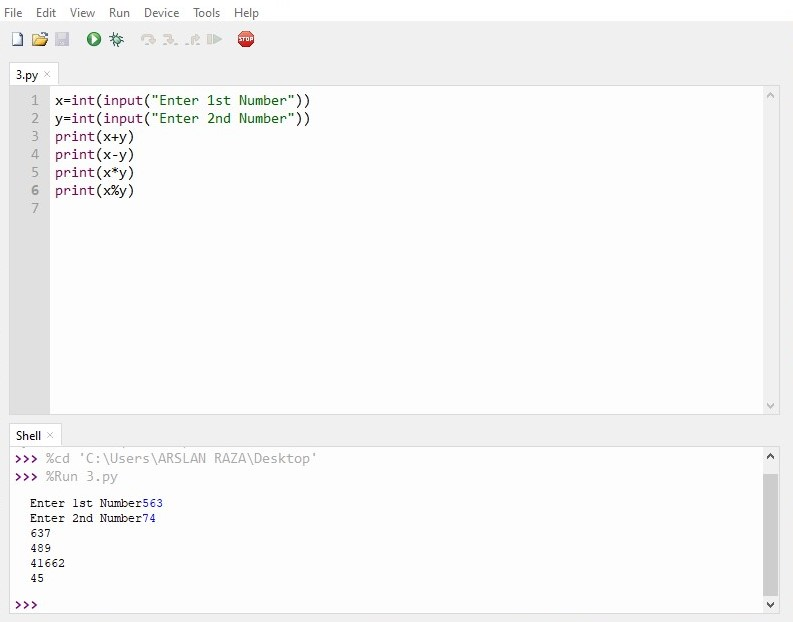 File Edit View Run Device Tools Help
STOP
3.py ×
1 x=int(input("Enter 1st Number"))
2 y=int(input("Enter 2nd Number"))
3 print(x+y)
4 print(x-y)
5 print(x*y)
6 print(x%y)
7
Shell ×
>>> %cd 'C:\Users\ARSLAN RAZA\Desktop'
>>> %Run 3.py
Enter 1st Number563
Enter 2nd Number74
637
489
41662
45
>>>